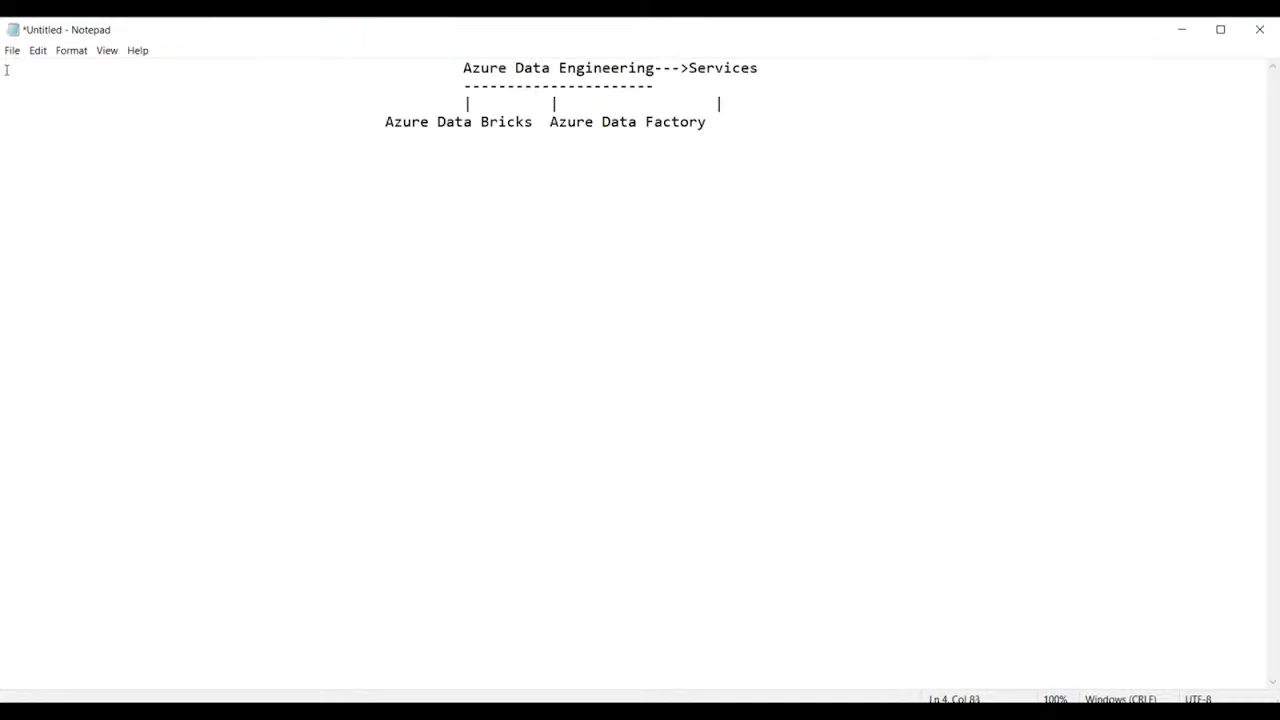 *Untitled - Notepad
File Edit Format View Help
Azure Data Engineering--->Services
----------------------
| | |
Azure Data Bricks Azure Data Factory
Ln 4, Col 83 100% Windows (CRLF) UTF-8